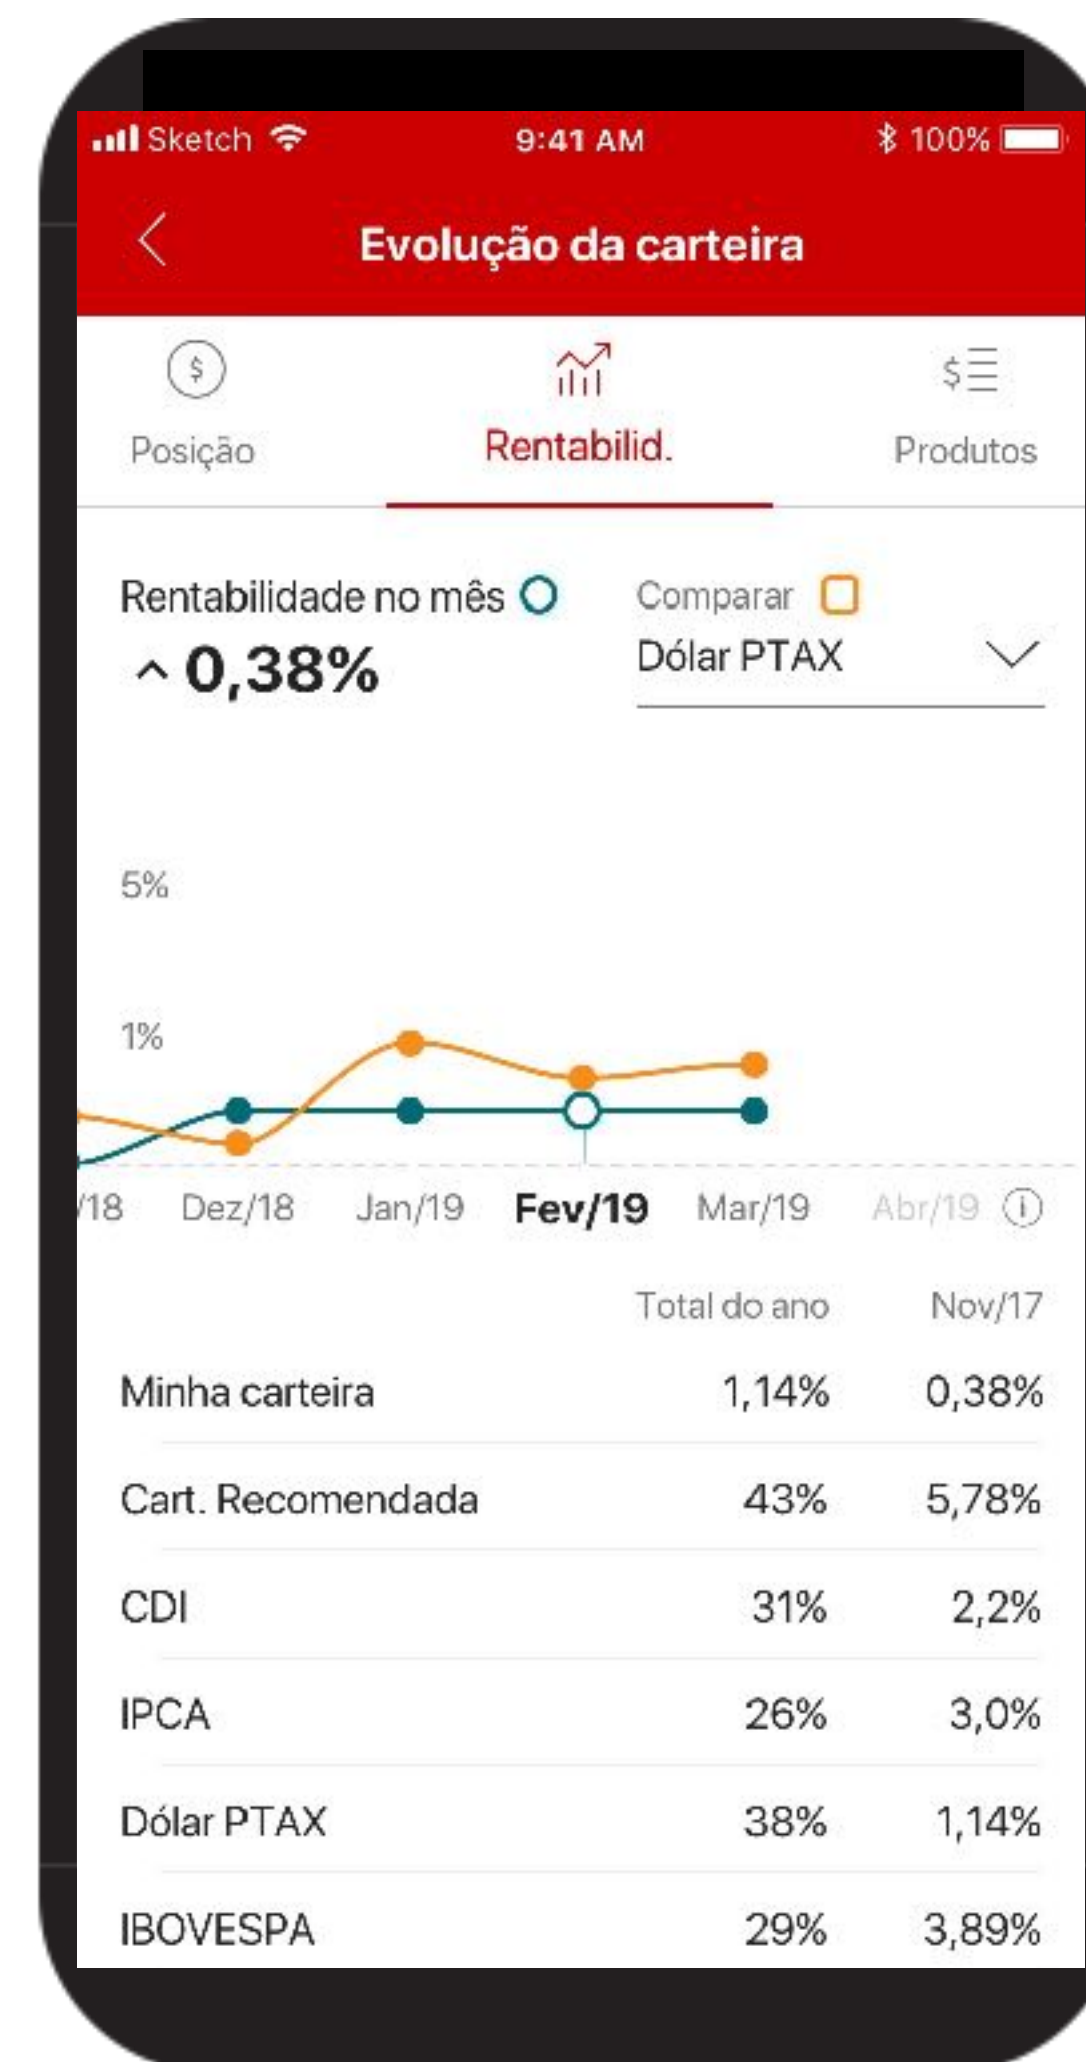 Sketch 9:41 AM 100%
Evolução da carteira
Posição Rentabilid. Produtos
Rentabilidade no mês Comparar
0,38% Dólar PTAX
5%
1%
/18 Dez/18 Jan/19 Fev/19 Mar/19 Abr/19
Total do ano Nov/17
Minha carteira 1,14% 0,38%
Cart. Recomendada 43% 5,78%
CDI 31% 2,2%
IPCA 26% 3,0%
Dólar PTAX 38% 1,14%
IBOVESPA 29% 3,89%